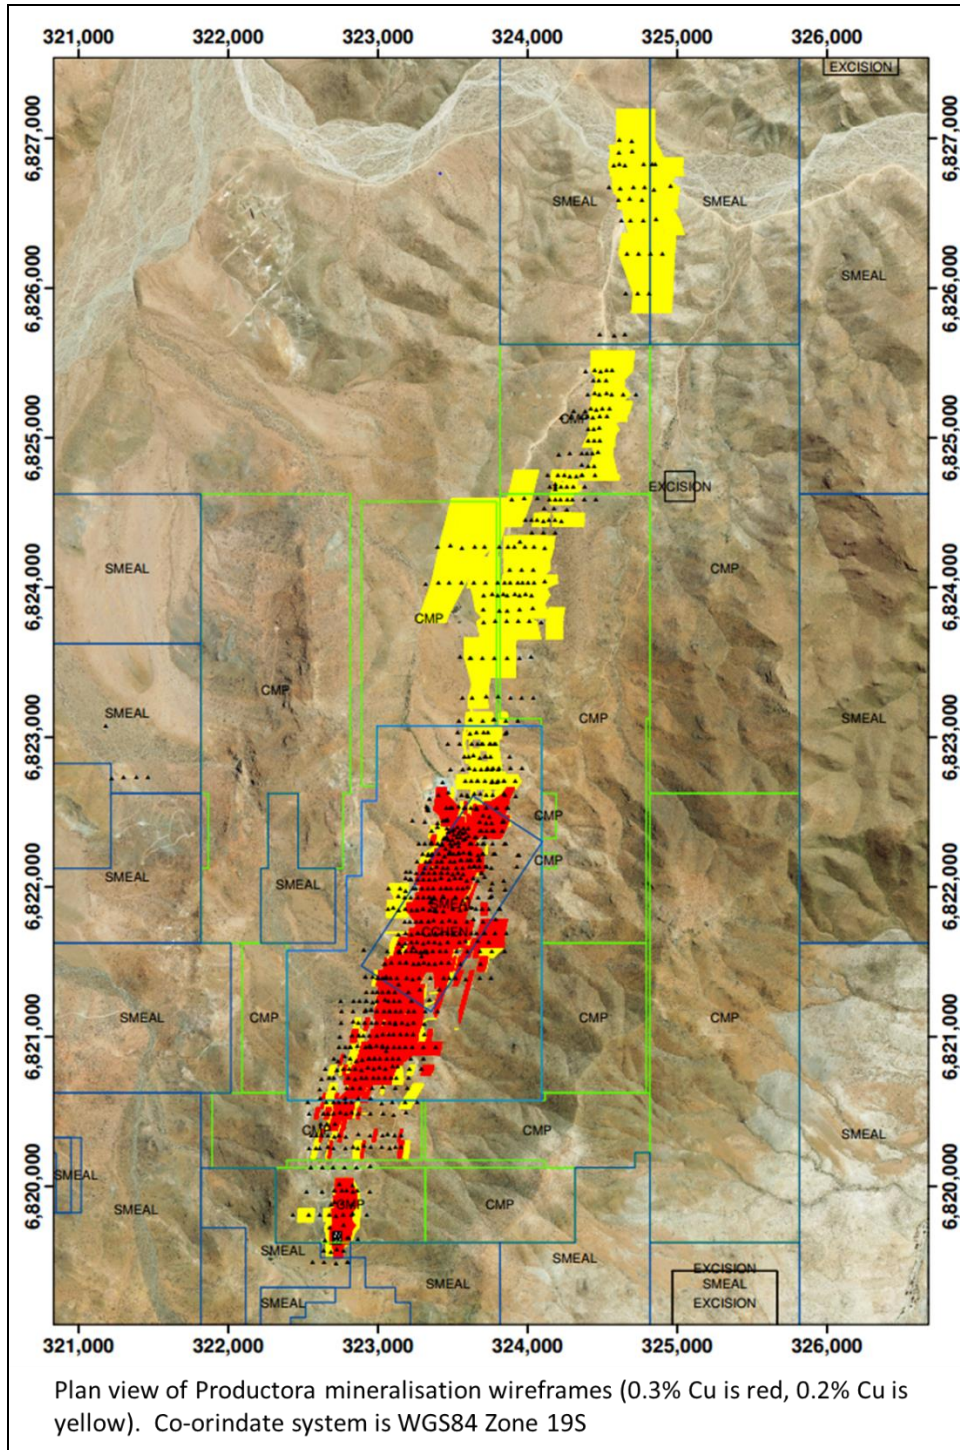 321,000 322,000 323,000 324,000 325,000 326,000
EXCISION
6,827,000 6,827,000
SMEAL SMEAL
SMEAL
6,826,000 6,826,000
CMP
6,825,000 6,825,000
EXCISION
SMEAL CMP
6,824,000 6,824,000
CMP
CMP
SMEAL CMP SMEAL
6,823,000 6,823,000
CMP
CMP
SMEAL SMEAL
6,822,000 6,822,000
SMEAL
CCHEN
SMEAL CMP CMP CMP
6,821,000 6,821,000
CMP CMP SMEAL
SMEAL
6,820,000 6,820,000
SMEAL CMP CMP
SMEAL SMEAL
EXCISION
SMEAL SMEAL
SMEAL EXCISION
321,000 322,000 323,000 324,000 325,000 326,000
Plan view of Productora mineralisation wireframes (0.3% Cu is red, 0.2% Cu is
yellow). Co-orindate system is WGS84 Zone 19S